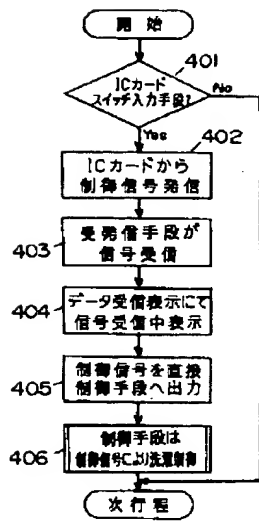 開始
401
ICカード
スイッチ入力手段?
No
Yes
402
ICカードから
制御信号発信
403
受発信手段が
信号受信
404
データ受信表示にて
信号受信中表示
405
制御信号を直接
制御手段へ出力
406
制御手段は
制御信号により洗濯制御
次行程